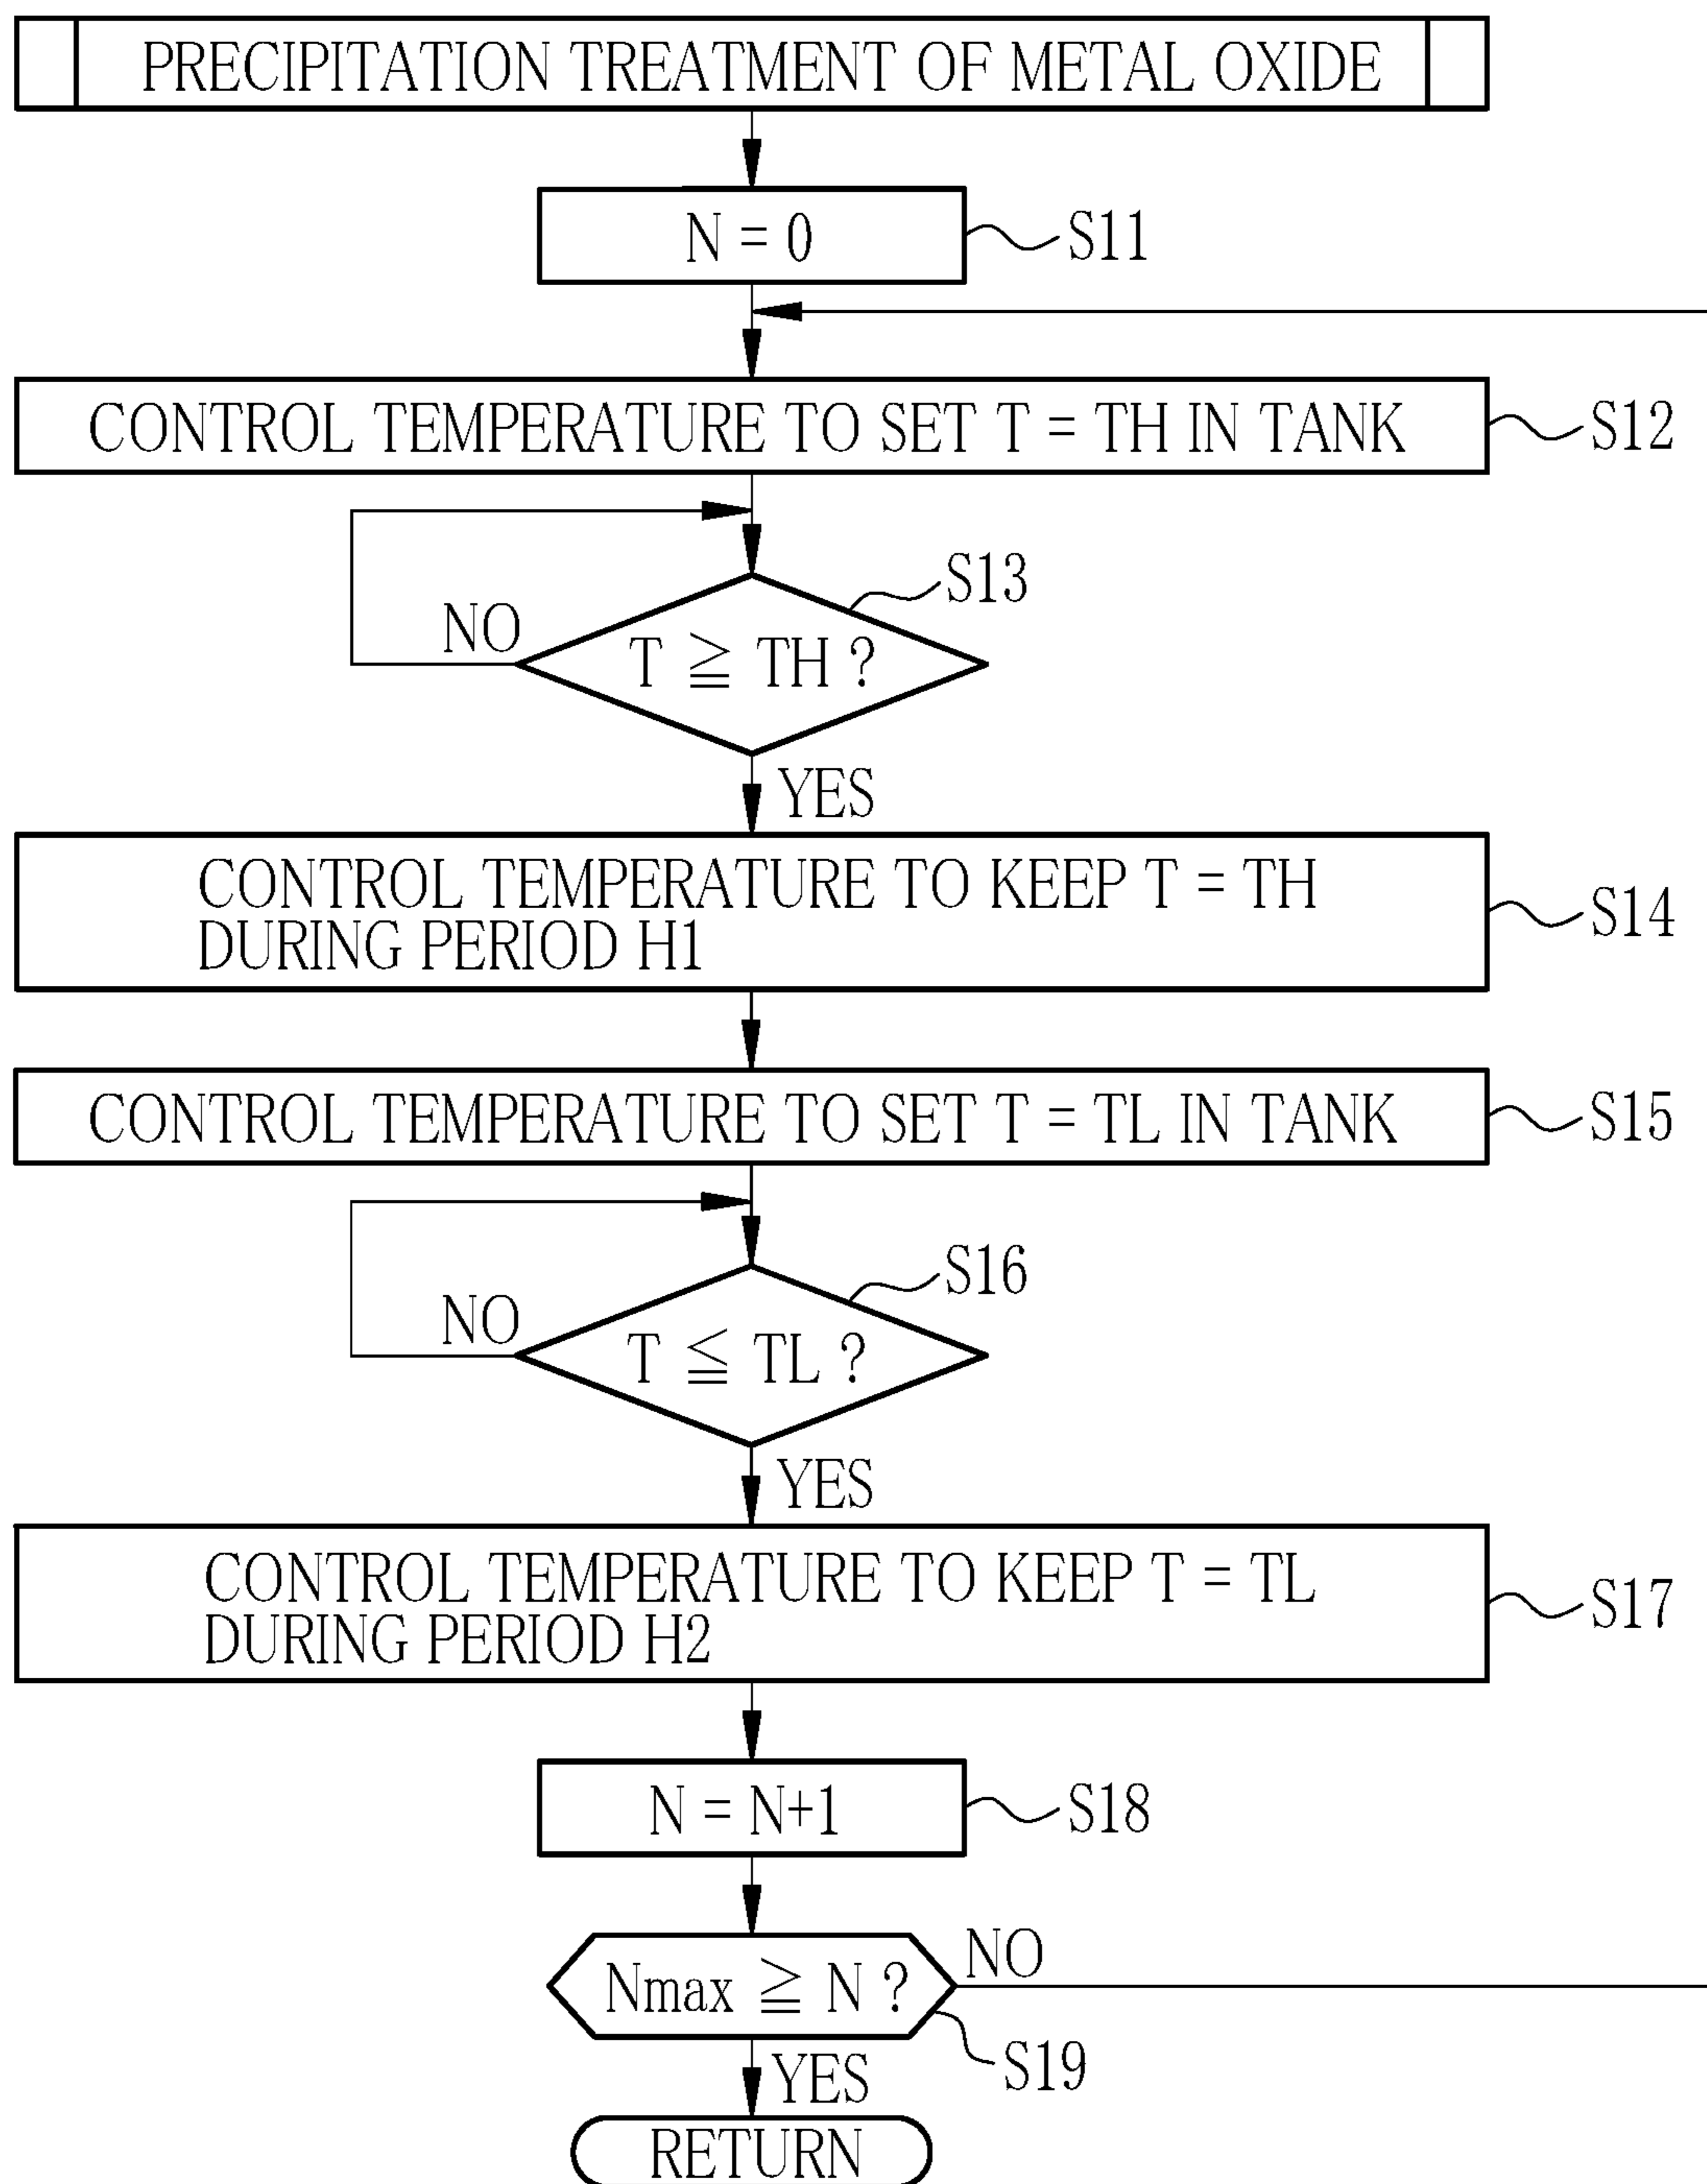 PRECIPITATION TREATMENT OF METAL OXIDE
N = 0
S11
CONTROL TEMPERATURE TO SET T = TH IN TANK
S12
S13
NO
T ≧ TH ?
YES
CONTROL TEMPERATURE TO KEEP T = TH
DURING PERIOD H1
S14
CONTROL TEMPERATURE TO SET T = TL IN TANK
S15
S16
NO
T ≦ TL ?
YES
CONTROL TEMPERATURE TO KEEP T = TL
DURING PERIOD H2
S17
N = N+1
S18
NO
Nmax ≧ N ?
S19
YES
RETURN